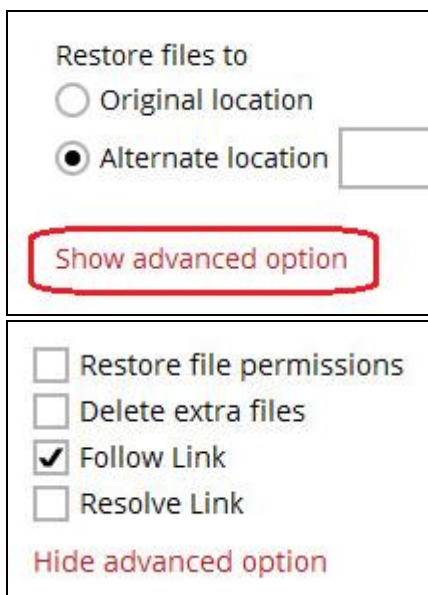 Restore files to
Original location
Alternate location
Show advanced option
Restore file permissions
Delete extra files
Follow Link
Resolve Link
Hide advanced option